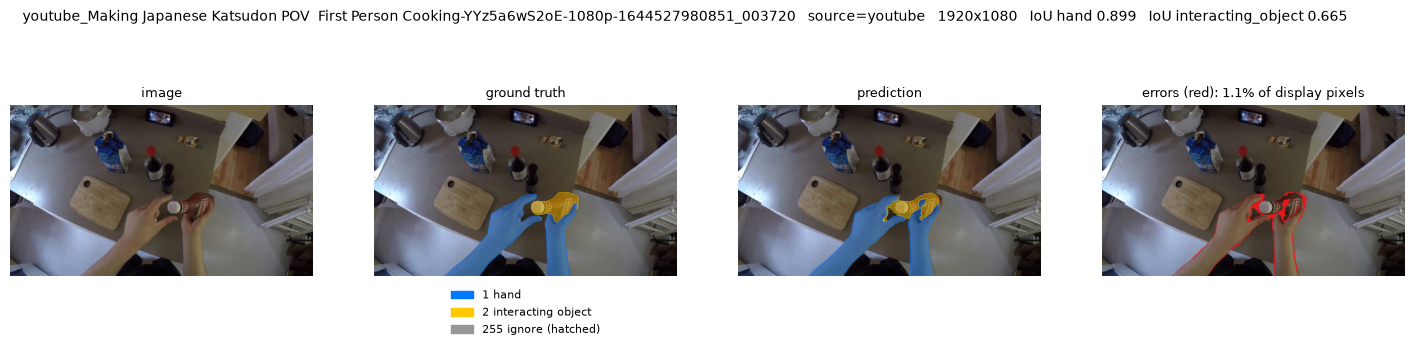 youtube_Making Japanese Katsudon POV  First Person Cooking-YYz5a6wS2oE-1080p-1644527980851_003720   source=youtube   1920x1080   IoU hand 0.899   IoU interacting_object 0.665
image
ground truth
prediction
errors (red): 1.1% of display pixels
1 hand
2 interacting object
255 ignore (hatched)